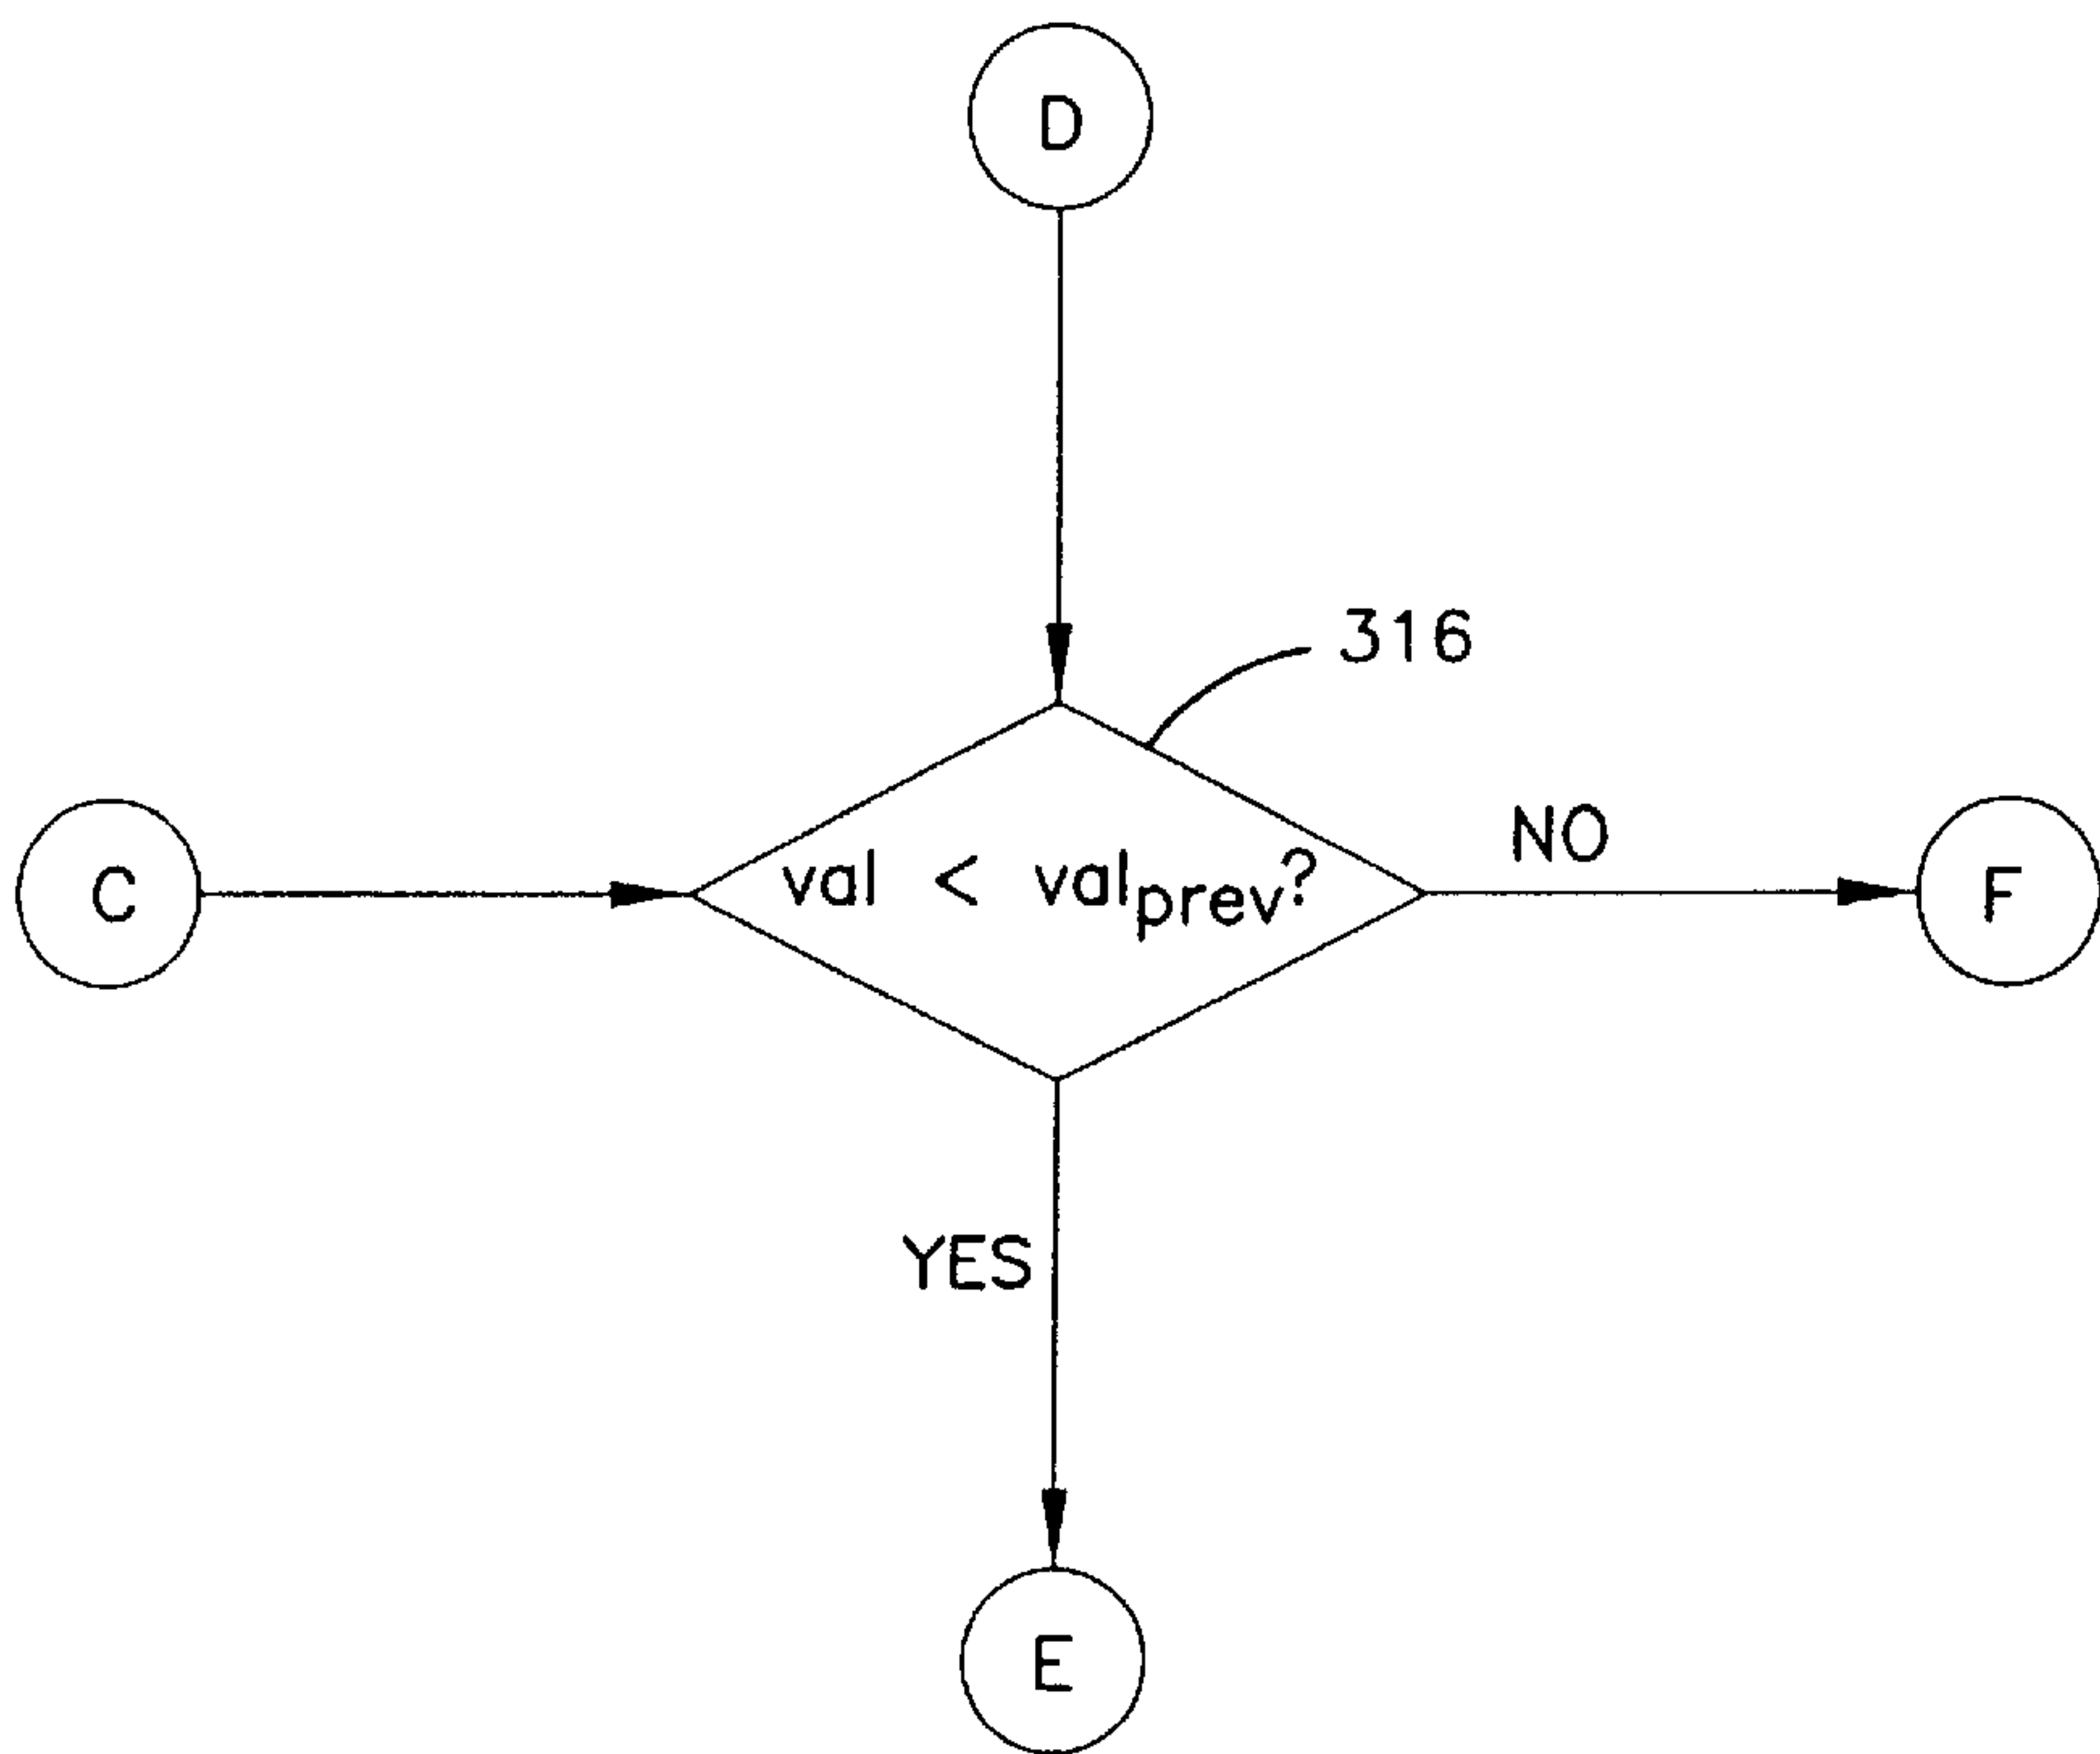 D
316
NO
C
val < valprev?
F
YES
E